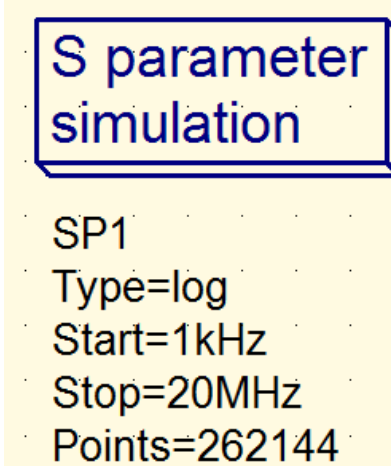 S parameter
simulation
SP1
Type=log
Start=1kHz
Stop=20MHz
Points=262144